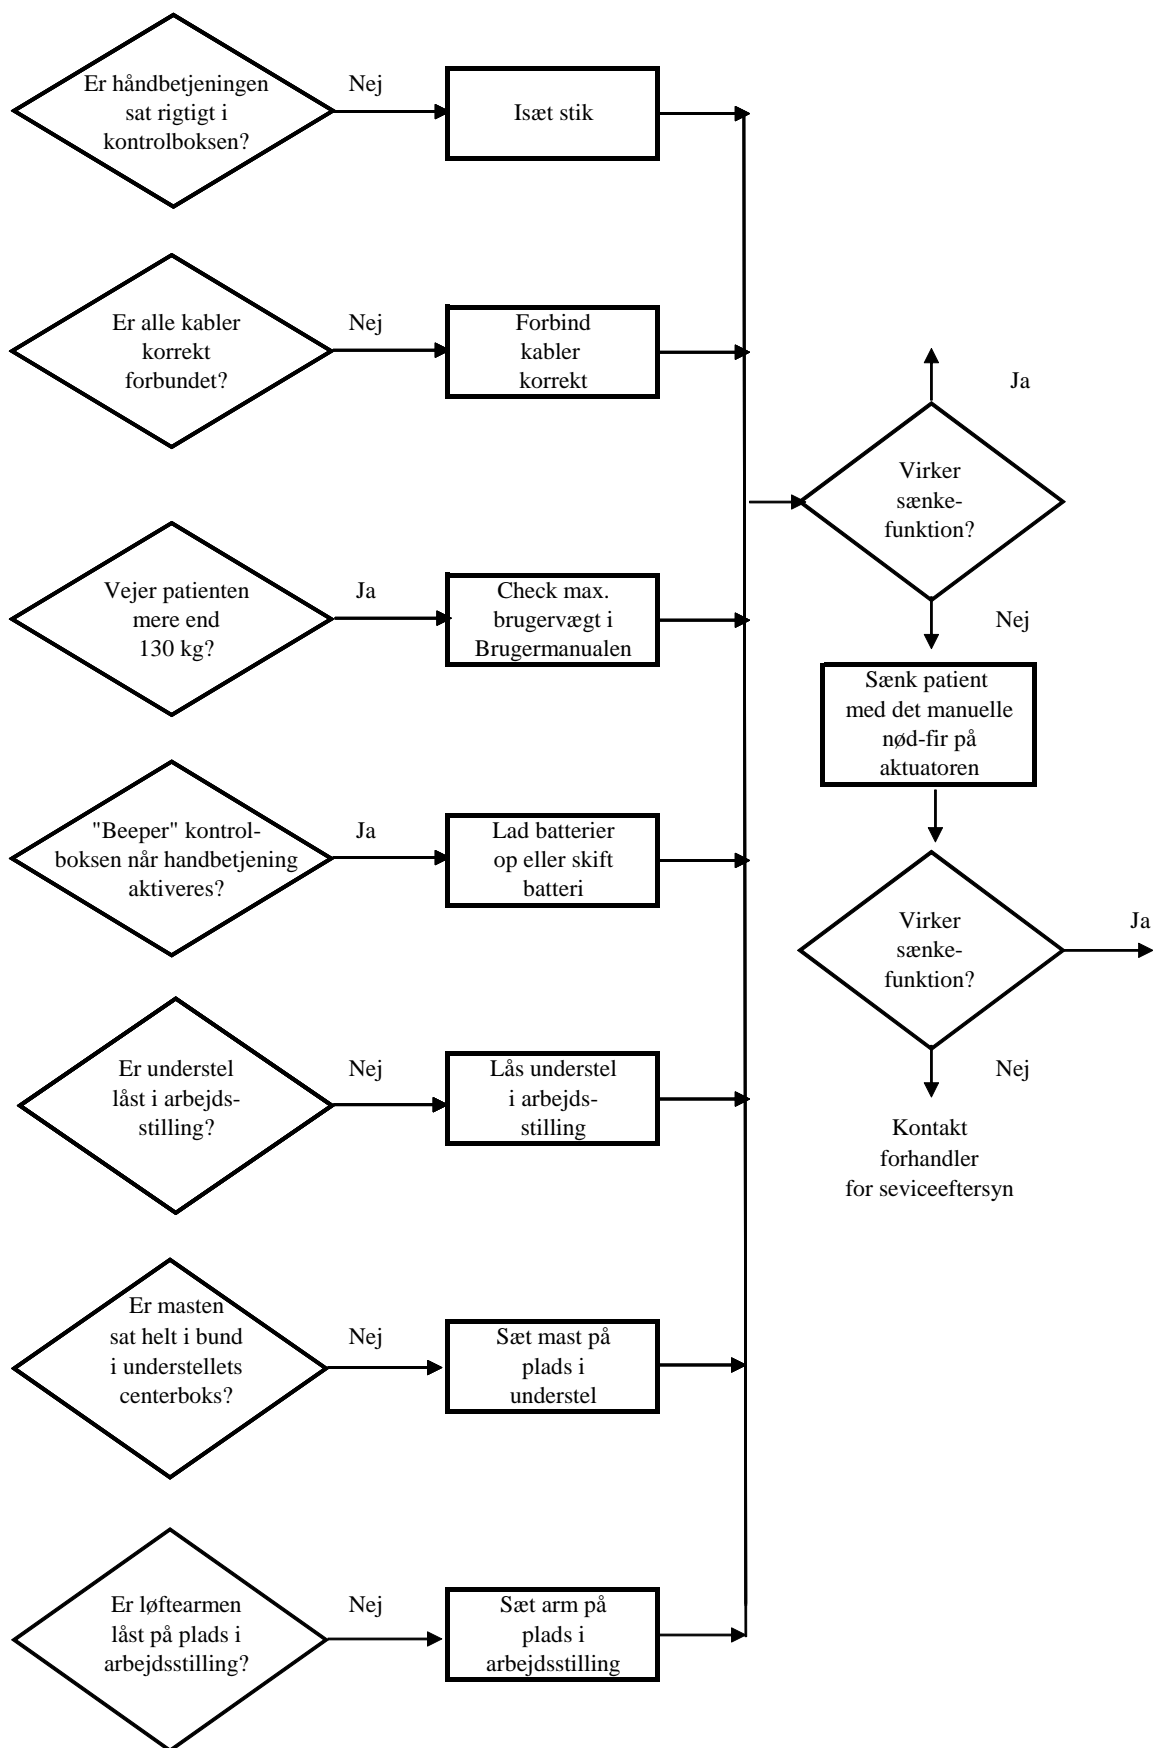 Er håndbetjeningen
sat rigtigt i
kontrolboksen?
Nej
Isæt stik
Er alle kabler
korrekt
forbundet?
Nej
Forbind
kabler
korrekt
Vejer patienten
mere end
130 kg?
Ja
Check max.
brugervægt i
Brugermanualen
"Beeper" kontrol-
boksen når handbetjening
aktiveres?
Ja
Lad batterier
op eller skift
batteri
Er understel
låst i arbejds-
stilling?
Nej
Lås understel
i arbejds-
stilling
Er masten
sat helt i bund
i understellets
centerboks?
Nej
Sæt mast på
plads i
understel
Er løftearmen
låst på plads i
arbejdsstilling?
Nej
Sæt arm på
plads i
arbejdsstilling
Ja
Virker
sænke-
funktion?
Nej
Sænk patient
med det manuelle
nød-fir på
aktuatoren
Virker
sænke-
funktion?
Ja
Nej
Kontakt
forhandler
for seviceeftersyn